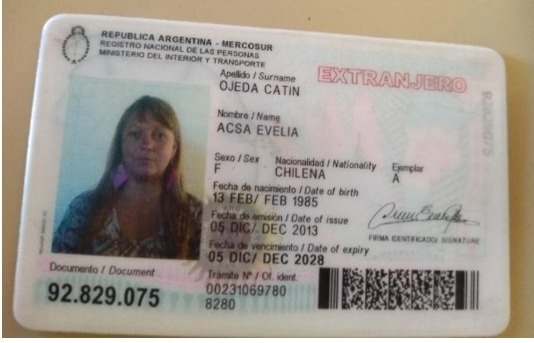 REPUBLICA ARGENTINA - MERCOSUR
REGISTRO NACIONAL DE LAS PERSONAS
MINISTERIO DEL INTERIOR Y TRANSPORTE
Apellido / Surname
OJEDA CATIN
EXTRANJERO
Nombre / Name
ACSA EVELIA
Sexo / Sex Nacionalidad / Nationality Ejemplar
F CHILENA A
Fecha de nacimiento / Date of birth
13 FEB/ FEB 1985
Fecha de emisión / Date of issue
05 DIC/ DEC 2013
FIRMA IDENTIFICADO/ SIGNATURE
Fecha de vencimiento / Date of expiry
05 DIC/ DEC 2028
Documento / Document
92.829.075
Trámite Nº / Of. ident.
00231069780
8280